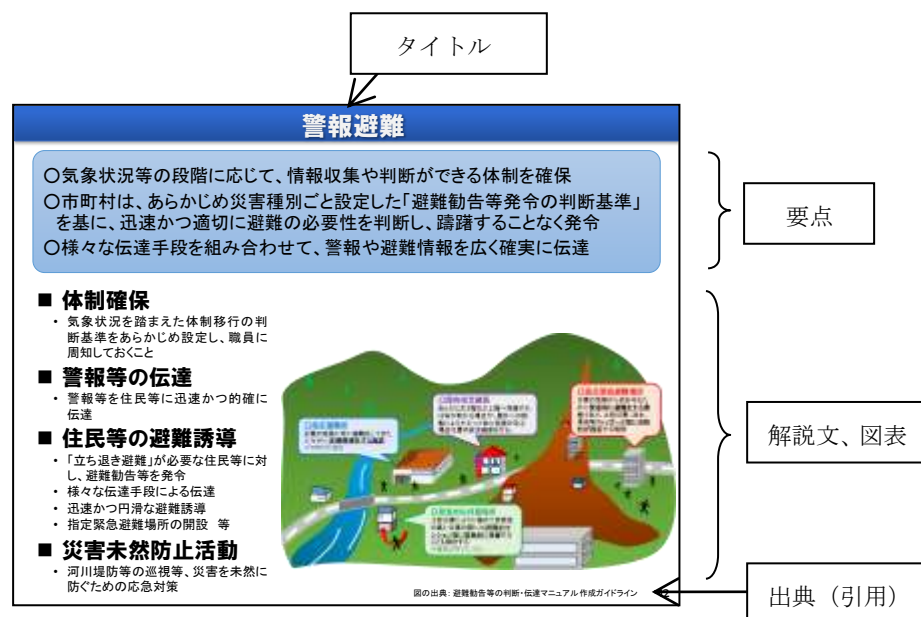 タイトル
警報避難
〇気象状況等の段階に応じて、情報収集や判断ができる体制を確保
〇市町村は、あらかじめ災害種別ごと設定した「避難勧告等発令の判断基準」
を基に、迅速かつ適切に避難の必要性を判断し、躊躇することなく発令
〇様々な伝達手段を組み合わせて、警報や避難情報を広く確実に伝達
要点
■ 体制確保
・ 気象状況を踏まえた体制移行の判
断基準をあらかじめ設定し、職員に
周知しておくこと
■ 警報等の伝達
・ 警報等を住民等に迅速かつ的確に
伝達
■ 住民等の避難誘導
・ 「立ち退き避難」が必要な住民等に対
し、避難勧告等を発令
・ 様々な伝達手段による伝達
・ 迅速かつ円滑な避難誘導
・ 指定緊急避難場所の開設 等
■ 災害未然防止活動
・ 河川堤防等の巡視等、災害を未然に
防ぐための応急対策
解説文、図表
図の出典：避難勧告等の判断・伝達マニュアル作成ガイドライン
出典（引用）